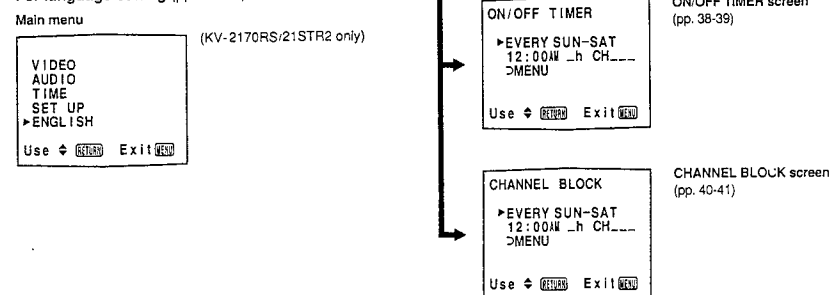 Main menu
(KV-2170RS/21STR2 only)
VIDEO
AUDIO
TIME
SET UP
►ENGLISH
Use ⬍ RETURN Exit MENU
ON/OFF TIMER
►EVERY SUN-SAT
12:00AM _h CH___
⊃MENU
Use ⬍ RETURN Exit MENU
ON/OFF TIMER screen
(pp. 38-39)
CHANNEL BLOCK
►EVERY SUN-SAT
12:00AM _h CH___
⊃MENU
Use ⬍ RETURN Exit MENU
CHANNEL BLOCK screen
(pp. 40-41)